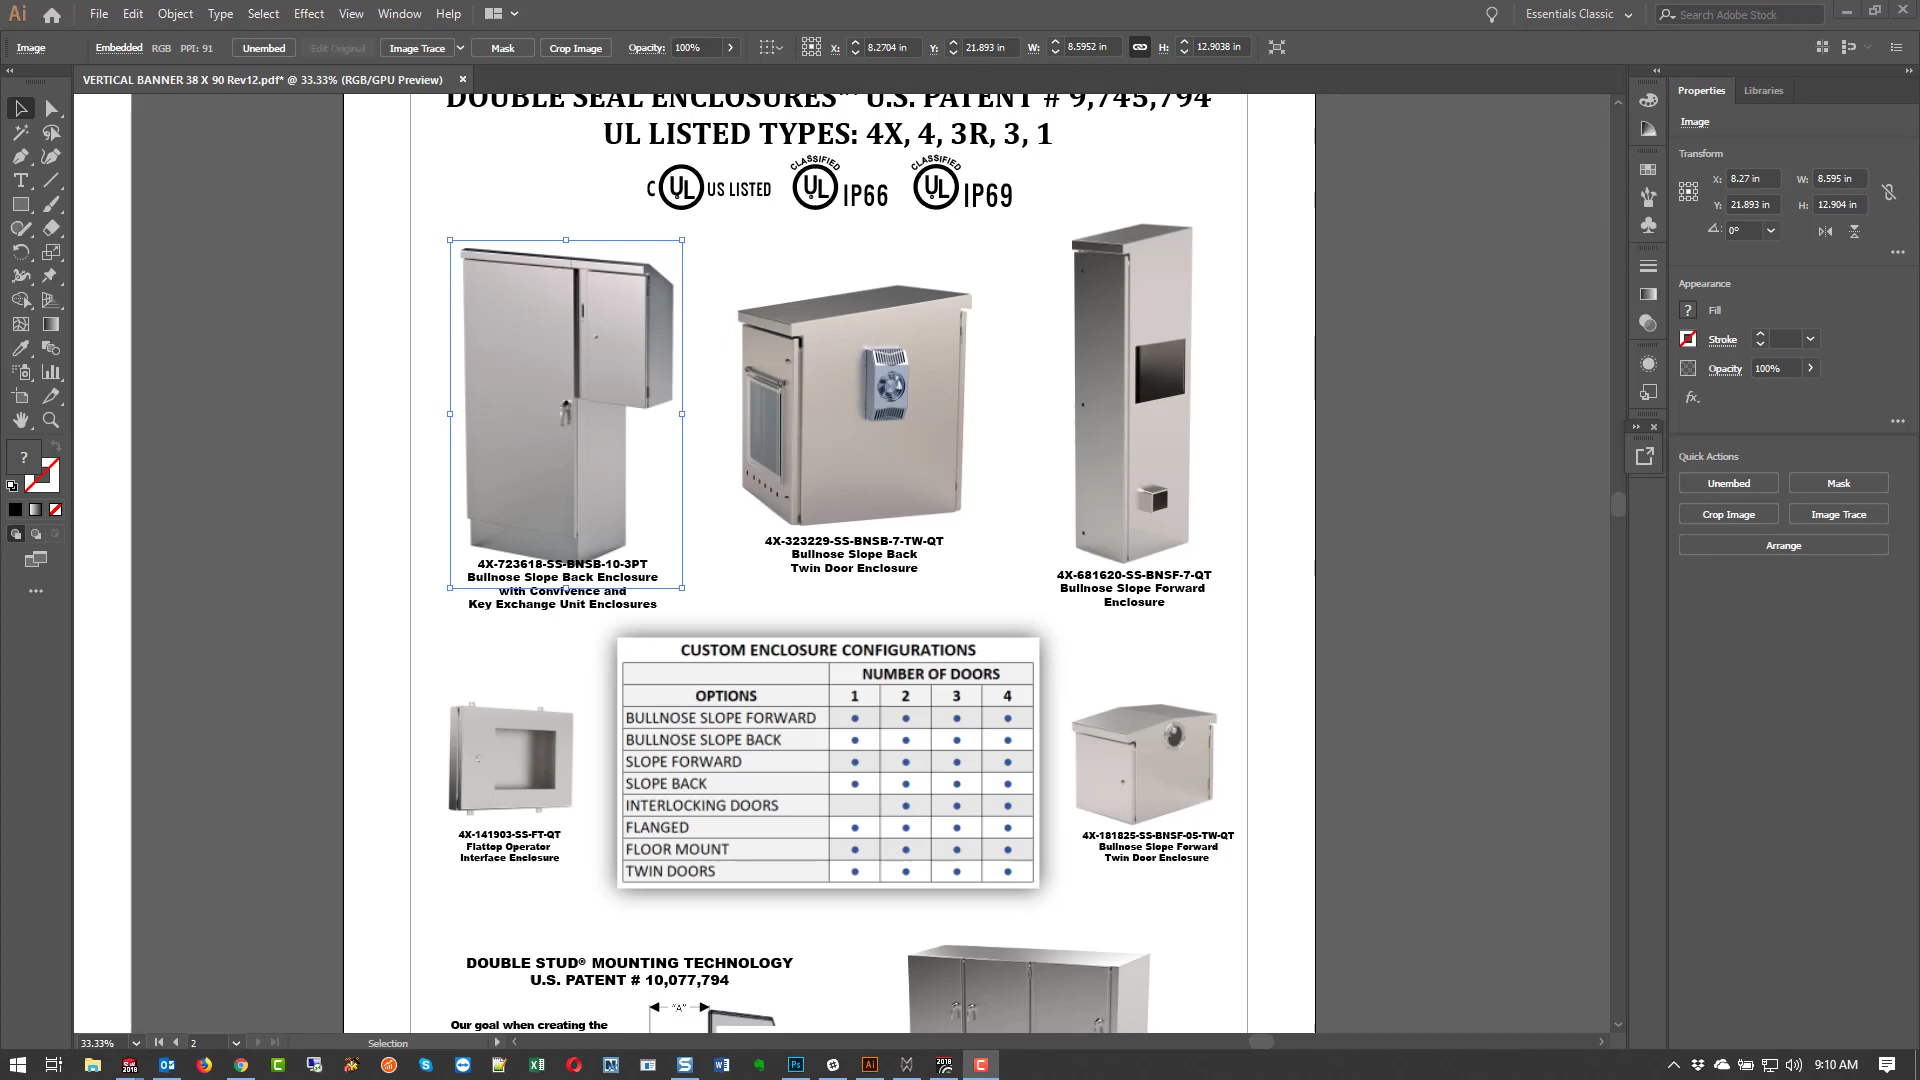 Ai
File Edit Object Type Select Effect View Window Help
Essentials Classic
Search Adobe Stock
Image Embedded RGB PPI: 91 Unembed Edit Original Image Trace Mask Crop Image Opacity: 100% X: 8.2704 in Y: 21.893 in W: 8.5952 in H: 12.9038 in
VERTICAL BANNER 38 X 90 Rev12.pdf* @ 33.33% (RGB/GPU Preview)
DOUBLE SEAL ENCLOSURES™ U.S. PATENT # 9,745,794
UL LISTED TYPES: 4X, 4, 3R, 3, 1
C UL US LISTED
CLASSIFIED UL IP66
CLASSIFIED UL IP69
4X-723618-SS-BNSB-10-3PT
Bullnose Slope Back Enclosure
with Convivence and
Key Exchange Unit Enclosures
4X-323229-SS-BNSB-7-TW-QT
Bullnose Slope Back
Twin Door Enclosure
4X-681620-SS-BNSF-7-QT
Bullnose Slope Forward
Enclosure
CUSTOM ENCLOSURE CONFIGURATIONS
NUMBER OF DOORS
OPTIONS 1 2 3 4
BULLNOSE SLOPE FORWARD
BULLNOSE SLOPE BACK
SLOPE FORWARD
SLOPE BACK
INTERLOCKING DOORS
FLANGED
FLOOR MOUNT
TWIN DOORS
4X-141903-SS-FT-QT
Flattop Operator
Interface Enclosure
4X-181825-SS-BNSF-05-TW-QT
Bullnose Slope Forward
Twin Door Enclosure
DOUBLE STUD® MOUNTING TECHNOLOGY
U.S. PATENT # 10,077,794
"A"
Our goal when creating the
Properties Libraries
Image
Transform
X: 8.27 in W: 8.595 in
Y: 21.893 in H: 12.904 in
0°
Appearance
? Fill
Stroke
Opacity 100%
fx.
Quick Actions
Unembed Mask
Crop Image Image Trace
Arrange
?
33.33% 2 Selection
9:10 AM